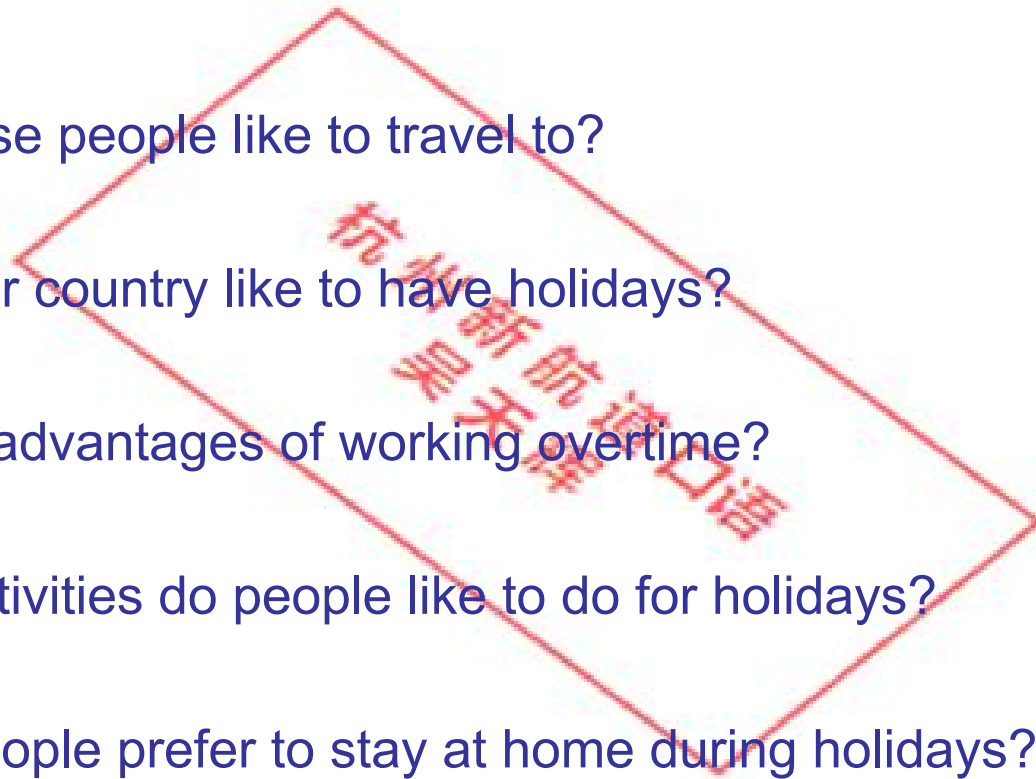 se people like to travel to?
r country like to have holidays?
advantages of working overtime?
tivities do people like to do for holidays?
ople prefer to stay at home during holidays?
杭州新航道口语
吴天